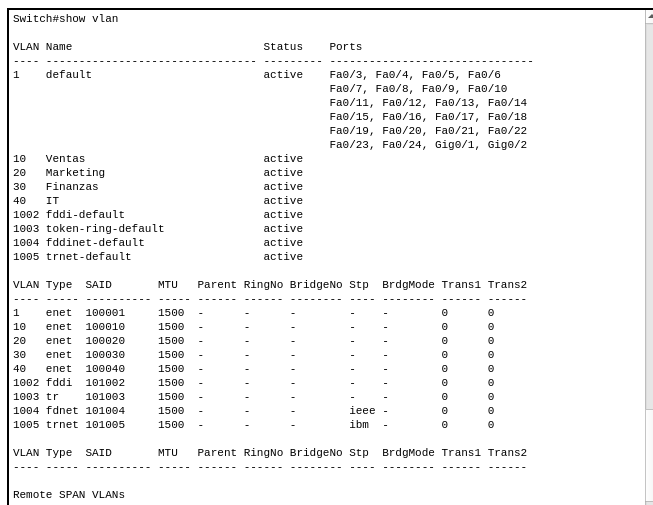 Switch#show vlan

VLAN Name                             Status    Ports
---- -------------------------------- --------- -------------------------------
1    default                          active    Fa0/3, Fa0/4, Fa0/5, Fa0/6
                                                Fa0/7, Fa0/8, Fa0/9, Fa0/10
                                                Fa0/11, Fa0/12, Fa0/13, Fa0/14
                                                Fa0/15, Fa0/16, Fa0/17, Fa0/18
                                                Fa0/19, Fa0/20, Fa0/21, Fa0/22
                                                Fa0/23, Fa0/24, Gig0/1, Gig0/2
10   Ventas                           active
20   Marketing                        active
30   Finanzas                         active
40   IT                               active
1002 fddi-default                     active
1003 token-ring-default               active
1004 fddinet-default                  active
1005 trnet-default                    active

VLAN Type  SAID       MTU   Parent RingNo BridgeNo Stp  BrdgMode Trans1 Trans2
---- ----- ---------- ----- ------ ------ -------- ---- -------- ------ ------
1    enet  100001     1500  -      -      -        -    -        0      0
10   enet  100010     1500  -      -      -        -    -        0      0
20   enet  100020     1500  -      -      -        -    -        0      0
30   enet  100030     1500  -      -      -        -    -        0      0
40   enet  100040     1500  -      -      -        -    -        0      0
1002 fddi  101002     1500  -      -      -        -    -        0      0
1003 tr    101003     1500  -      -      -        -    -        0      0
1004 fdnet 101004     1500  -      -      -        ieee -        0      0
1005 trnet 101005     1500  -      -      -        ibm  -        0      0

VLAN Type  SAID       MTU   Parent RingNo BridgeNo Stp  BrdgMode Trans1 Trans2
---- ----- ---------- ----- ------ ------ -------- ---- -------- ------ ------

Remote SPAN VLANs